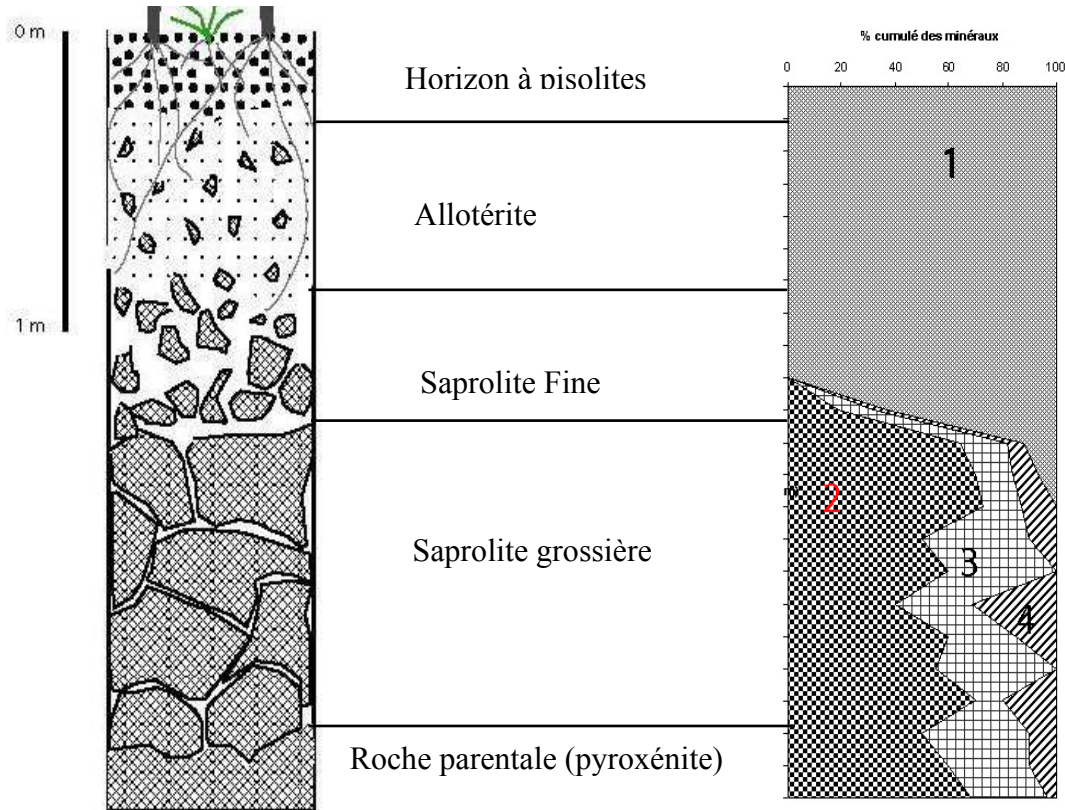 0 m
% cumulé des minéraux
0 20 40 60 80 100
Horizon à pisolites
1
Allotérite
1 m
Saprolite Fine
2
3
Saprolite grossière
4
Roche parentale (pyroxénite)